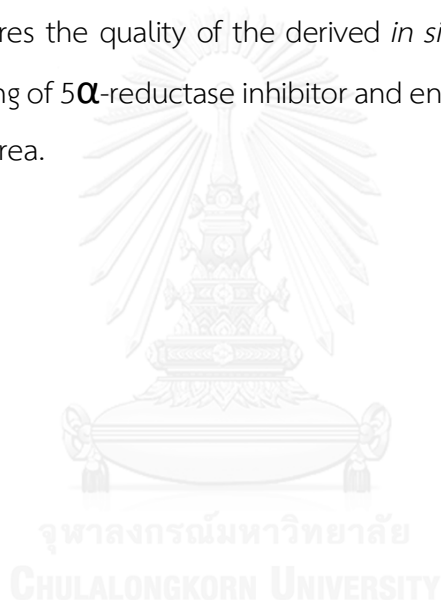 res the quality of the derived in si
ng of 5α-reductase inhibitor and en
rea.
จุฬาลงกรณ์มหาวิทยาลัย
CHULALONGKORN UNIVERSITY